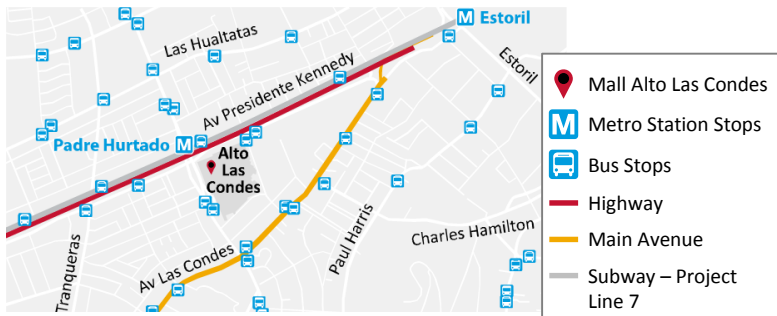 M Estoril
Las Hualtatas
Estoril
Av Presidente Kennedy
Padre Hurtado M
Alto
Las
Condes
Av Las Condes
Paul Harris
Charles Hamilton
Tranqueras
Mall Alto Las Condes
M Metro Station Stops
Bus Stops
Highway
Main Avenue
Subway – Project
Line 7